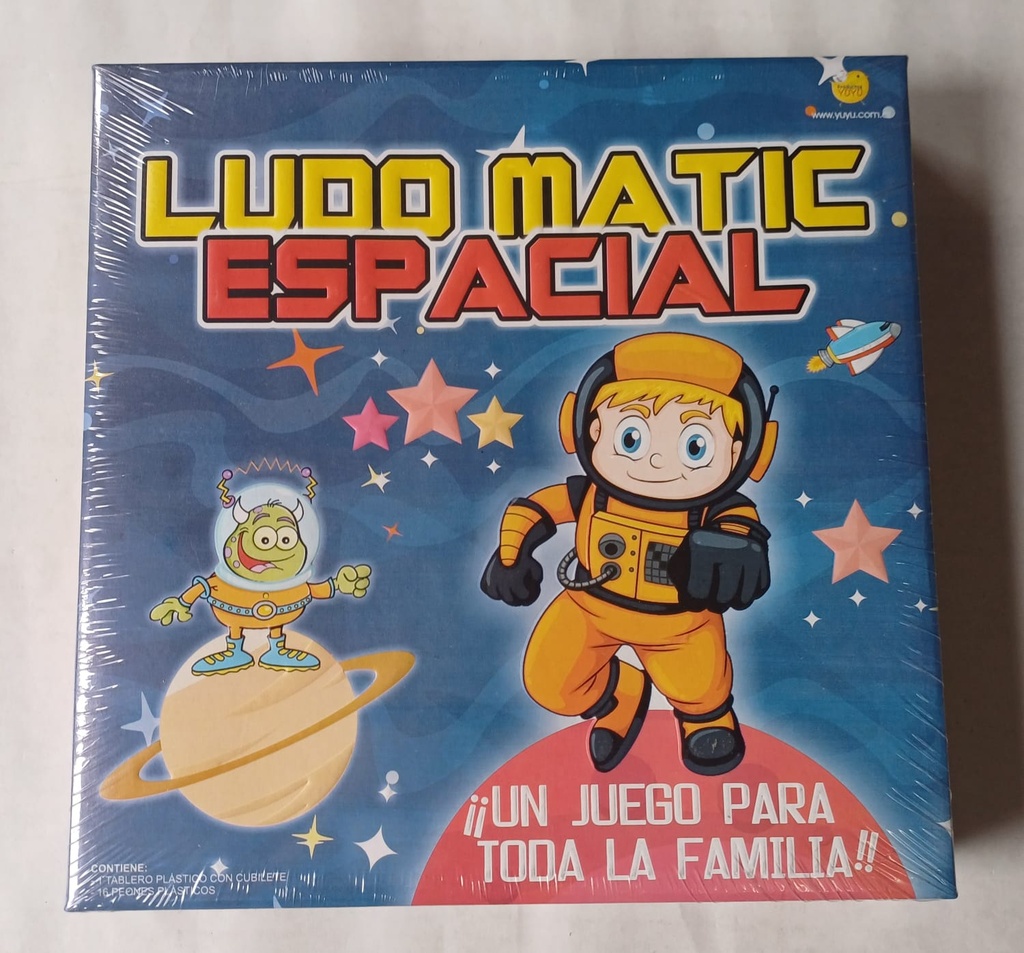 YUYU
www.yuyu.com.
LUDO MATIC
ESPACIAL
¡¡UN JUEGO PARA
TODA LA FAMILIA!!
CONTIENE:
- 1 TABLERO PLÁSTICO CON CUBILETE
- 16 PEONES PLÁSTICOS